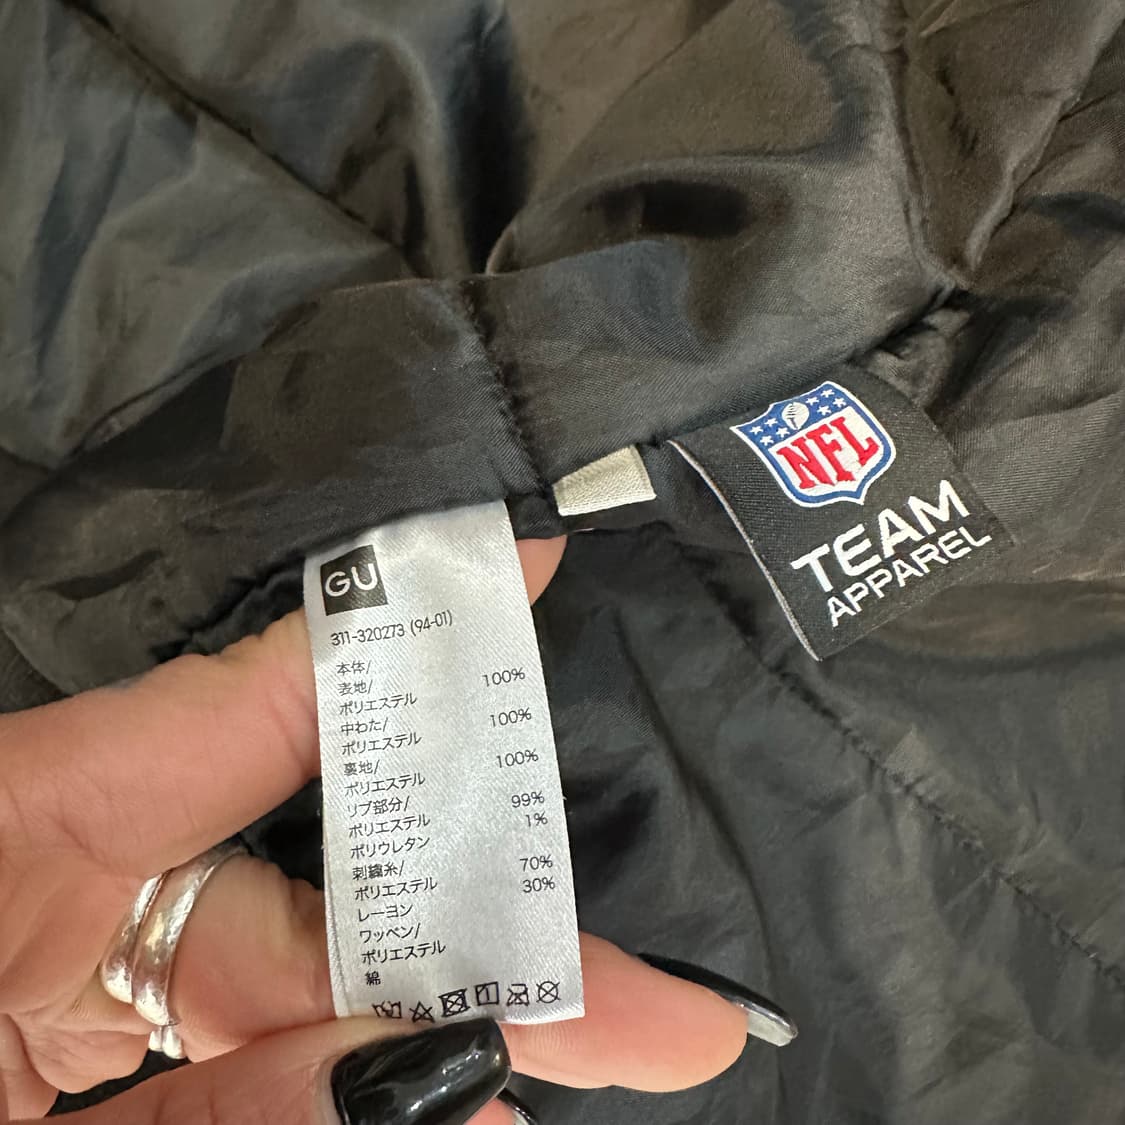 GU
311-320273 (94-01)
本体/
表地/
ポリエステル 100%
中わた/
ポリエステル 100%
裏地/
ポリエステル 100%
リブ部分/
ポリエステル 99%
ポリウレタン 1%
刺繍糸/
ポリエステル 70%
レーヨン 30%
ワッペン/
ポリエステル
綿
NFL
TEAM
APPAREL